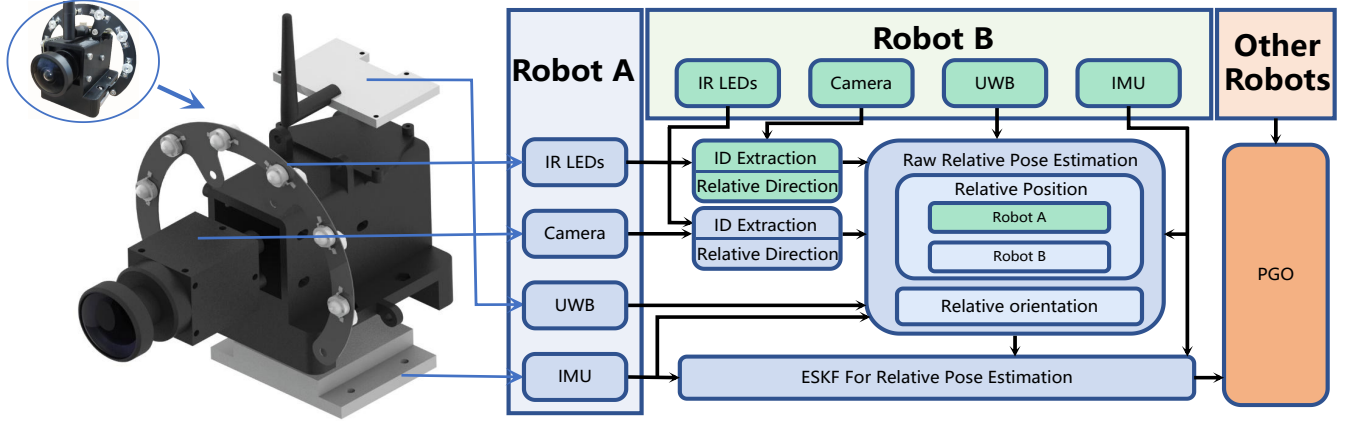 Robot A
IR LEDs
Camera
UWB
IMU
Robot B
IR LEDs
Camera
UWB
IMU
Other
Robots
ID Extraction
Relative Direction
ID Extraction
Relative Direction
Raw Relative Pose Estimation
Relative Position
Robot A
Robot B
Relative orientation
ESKF For Relative Pose Estimation
PGO